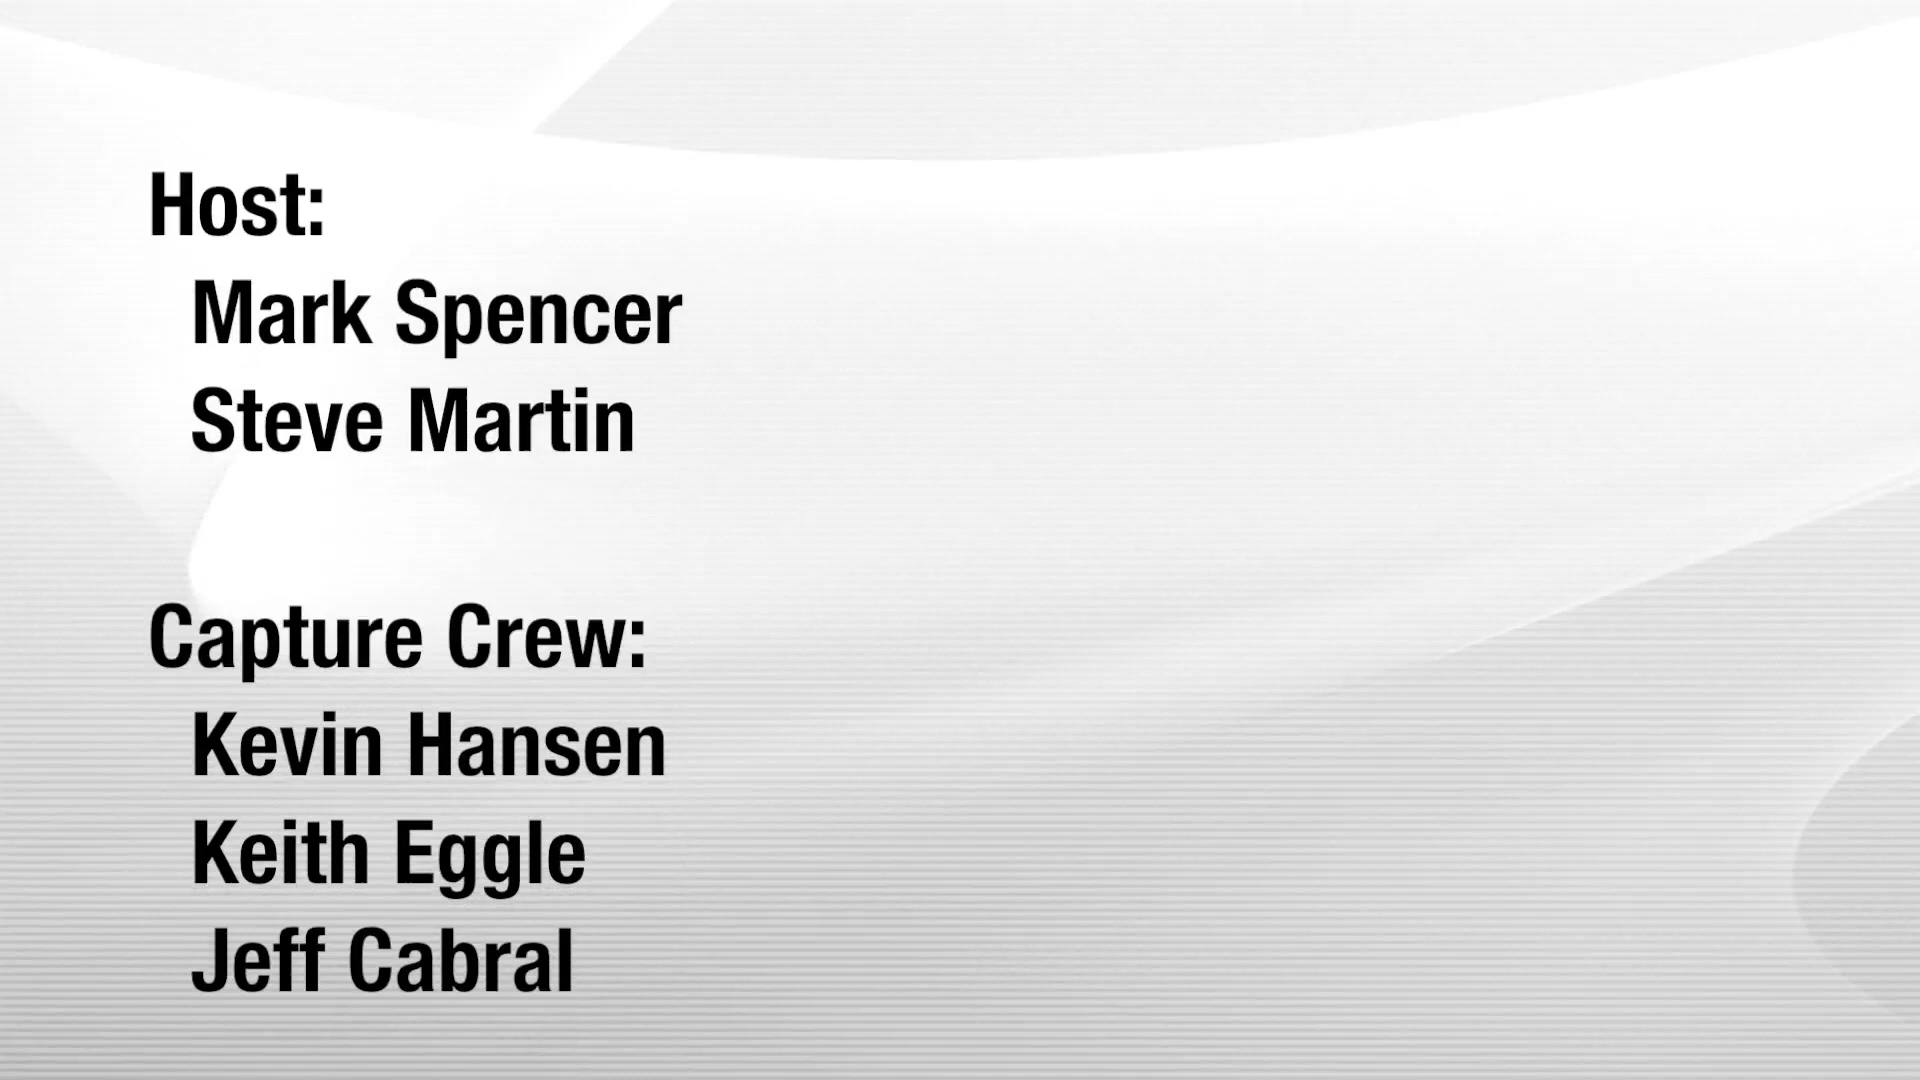 Host:
Mark Spencer
Steve Martin
Capture Crew:
Kevin Hansen
Keith Eggle
Jeff Cabral